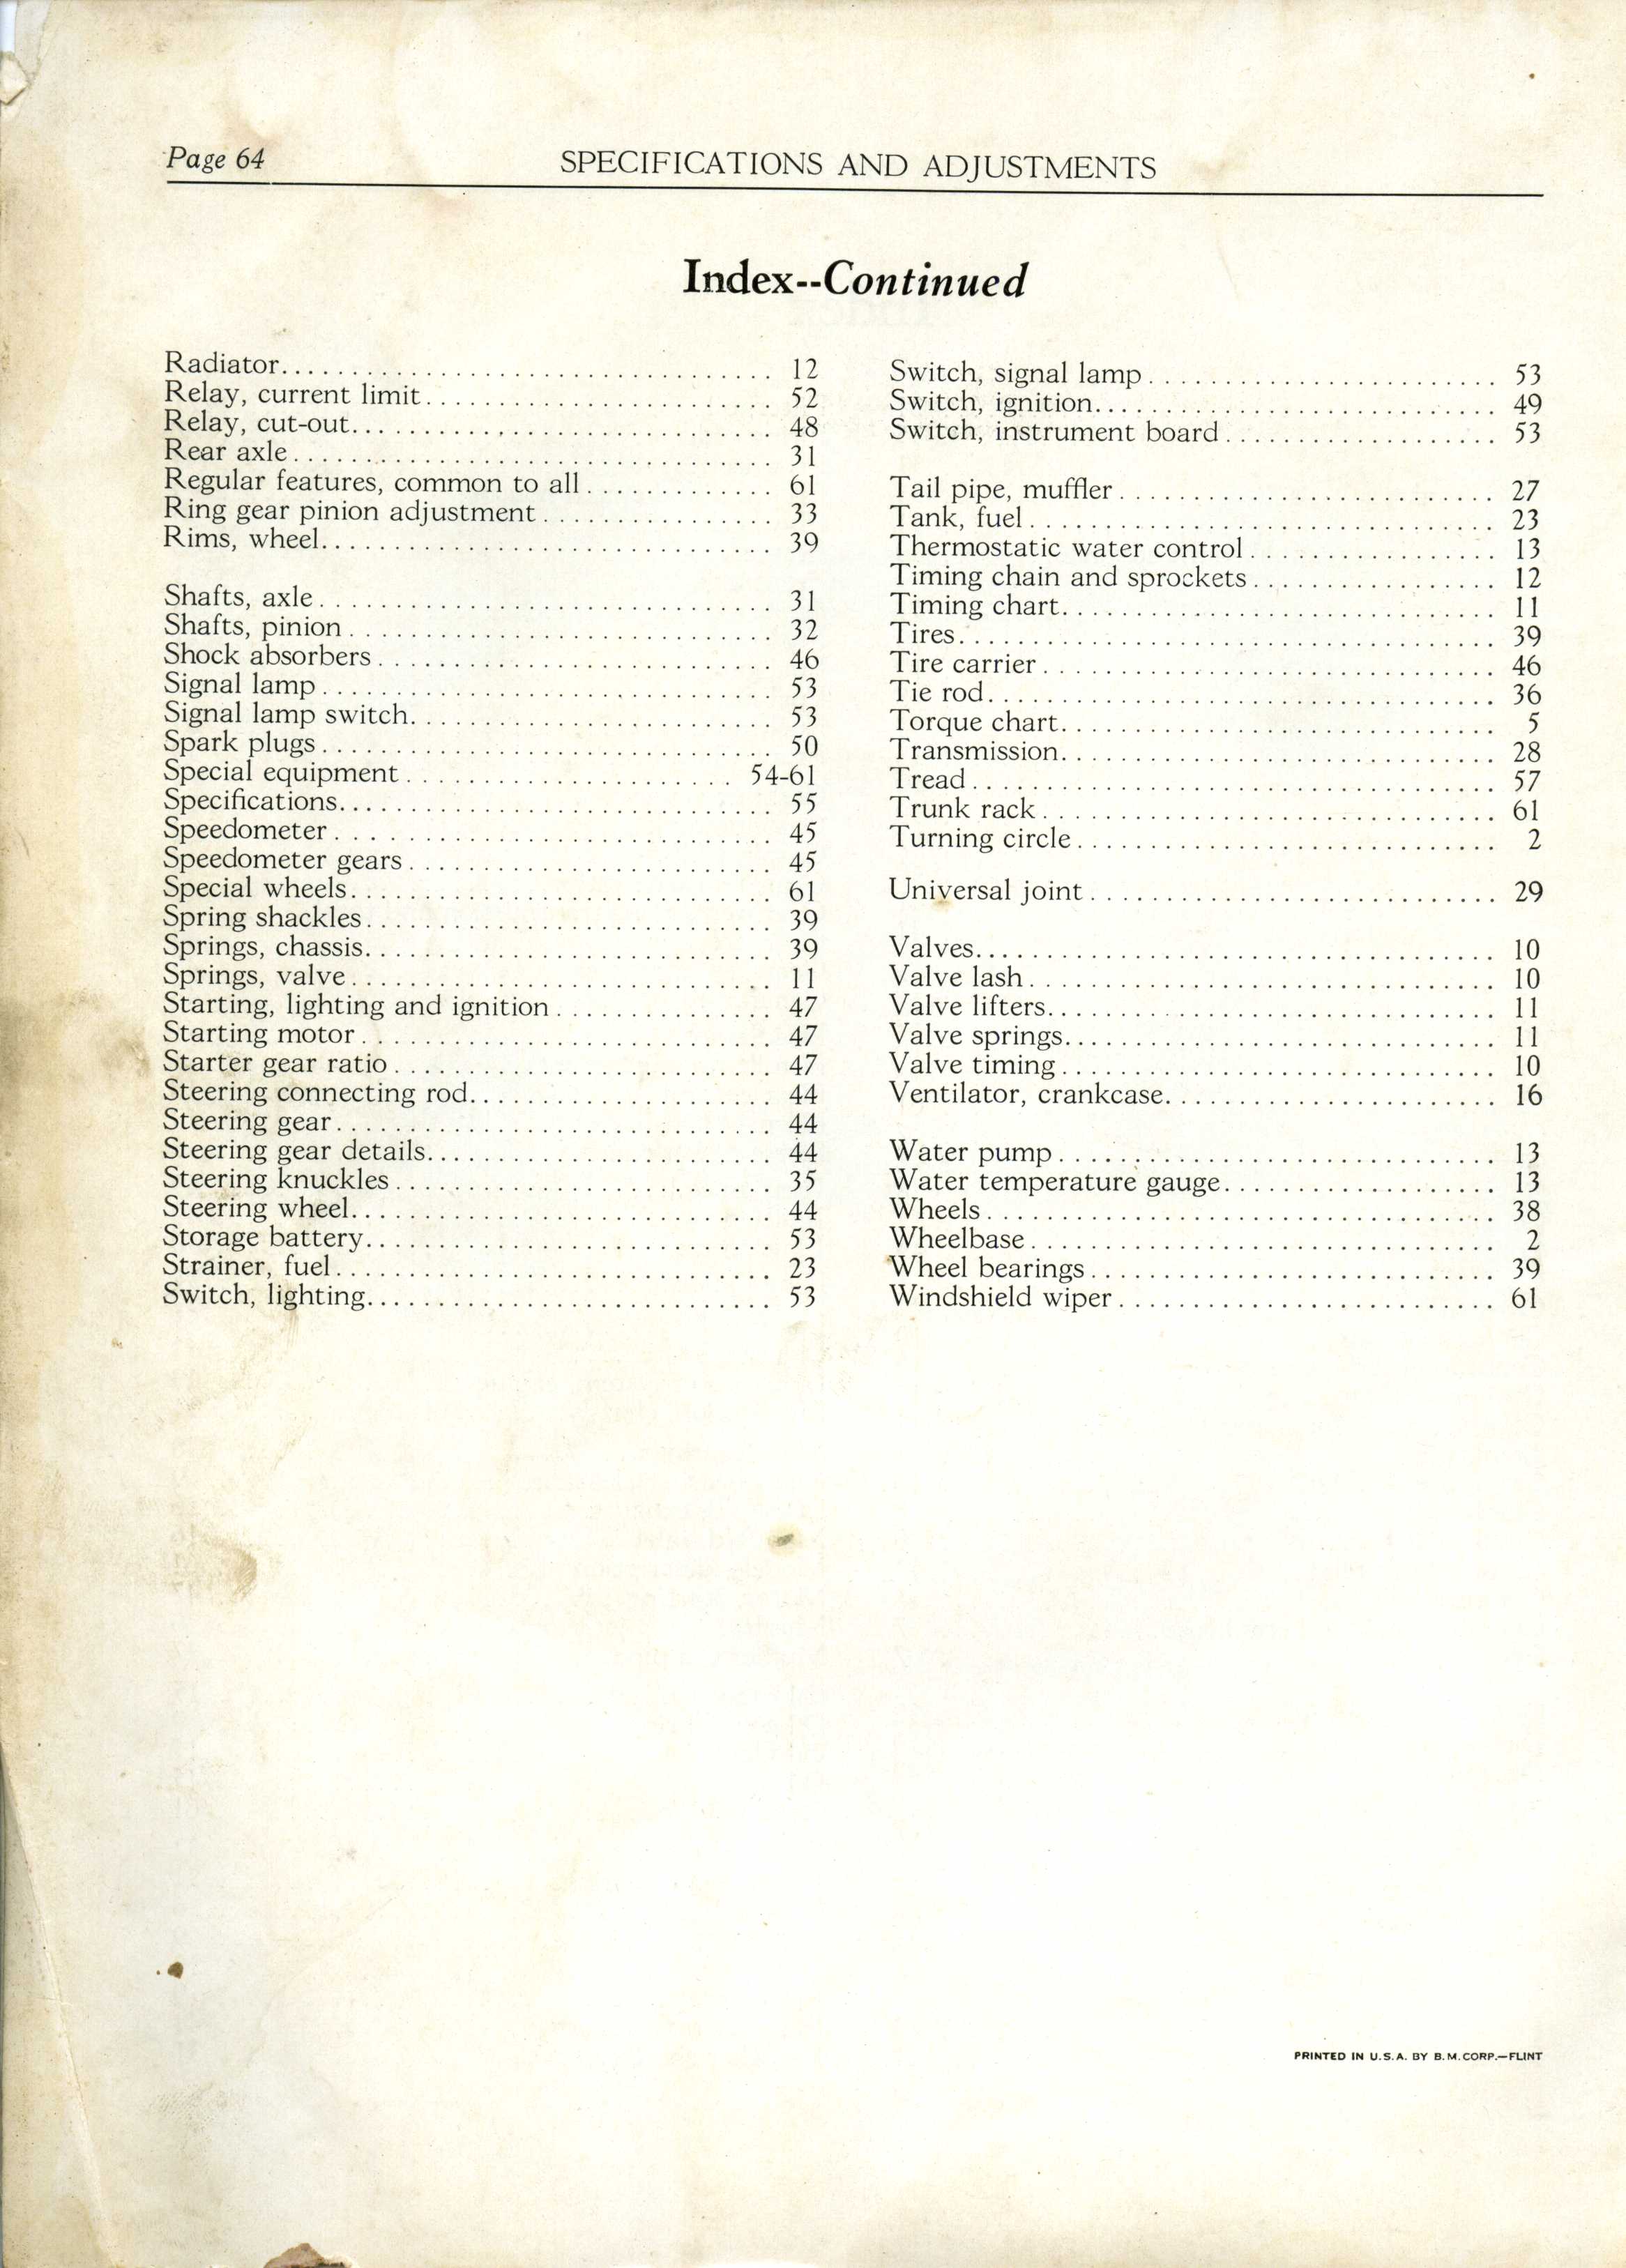 Page 64
SPECIFICATIONS AND ADJUSTMENTS
Index--Continued
Radiator 12
Relay, current limit 52
Relay, cut-out 48
Rear axle 31
Regular features, common to all 61
Ring gear pinion adjustment 33
Rims, wheel 39
Shafts, axle 31
Shafts, pinion 32
Shock absorbers 46
Signal lamp 53
Signal lamp switch 53
Spark plugs 50
Special equipment 54-61
Specifications 55
Speedometer 45
Speedometer gears 45
Special wheels 61
Spring shackles 39
Springs, chassis 39
Springs, valve 11
Starting, lighting and ignition 47
Starting motor 47
Starter gear ratio 47
Steering connecting rod 44
Steering gear 44
Steering gear details 44
Steering knuckles 35
Steering wheel 44
Storage battery 53
Strainer, fuel 23
Switch, lighting 53
Switch, signal lamp 53
Switch, ignition 49
Switch, instrument board 53
Tail pipe, muffler 27
Tank, fuel 23
Thermostatic water control 13
Timing chain and sprockets 12
Timing chart 11
Tires 39
Tire carrier 46
Tie rod 36
Torque chart 5
Transmission 28
Tread 57
Trunk rack 61
Turning circle 2
Universal joint 29
Valves 10
Valve lash 10
Valve lifters 11
Valve springs 11
Valve timing 10
Ventilator, crankcase 16
Water pump 13
Water temperature gauge 13
Wheels 38
Wheelbase 2
Wheel bearings 39
Windshield wiper 61
PRINTED IN U.S.A. BY B.M.CORP.—FLINT